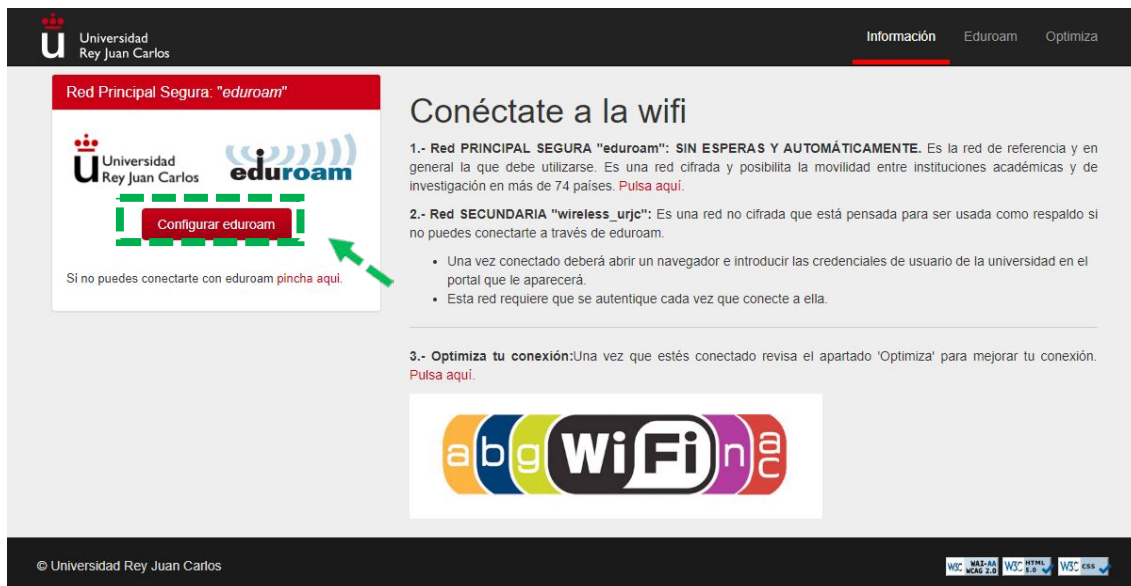 Universidad
Rey Juan Carlos
Información Eduroam Optimiza
Red Principal Segura: "eduroam"
Universidad
Rey Juan Carlos
eduroam
Configurar eduroam
Si no puedes conectarte con eduroam pincha aqui.
Conéctate a la wifi
1.- Red PRINCIPAL SEGURA "eduroam": SIN ESPERAS Y AUTOMÁTICAMENTE. Es la red de referencia y en
general la que debe utilizarse. Es una red cifrada y posibilita la movilidad entre instituciones académicas y de
investigación en más de 74 países. Pulsa aquí.
2.- Red SECUNDARIA "wireless_urjc": Es una red no cifrada que está pensada para ser usada como respaldo si
no puedes conectarte a través de eduroam.
• Una vez conectado deberá abrir un navegador e introducir las credenciales de usuario de la universidad en el
portal que le aparecerá.
• Esta red requiere que se autentique cada vez que conecte a ella.
3.- Optimiza tu conexión:Una vez que estés conectado revisa el apartado 'Optimiza' para mejorar tu conexión.
Pulsa aquí.
a b g WiFi n ac
© Universidad Rey Juan Carlos
W3C WAI-AA WCAG 2.0 W3C HTML 5.0 W3C css